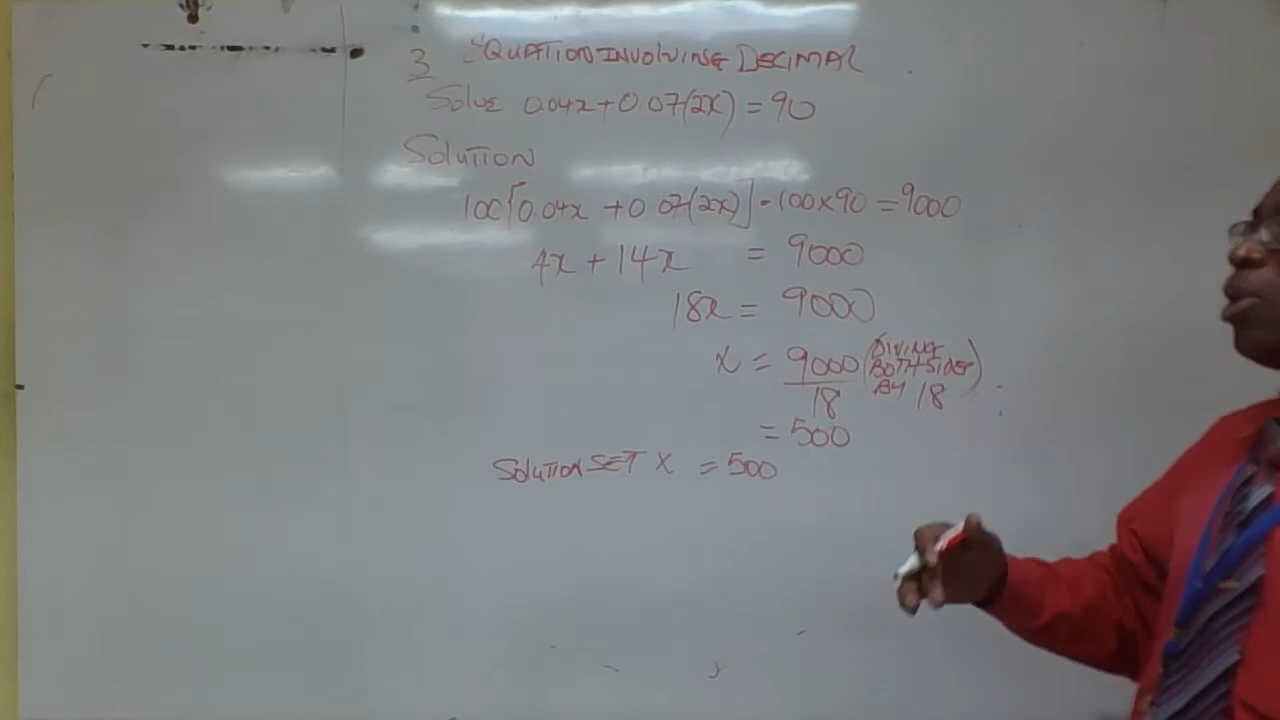 3 EQUATION INVOLVING DECIMAL
Solve 0.04x + 0.07(2x) = 90
Solution
100[0.04x + 0.07(2x)] = 100×90 = 9000
4x + 14x = 9000
18x = 9000
x = 9000/18 (DIVING BOTH SIDES BY 18)
= 500
Solution SET x = 500